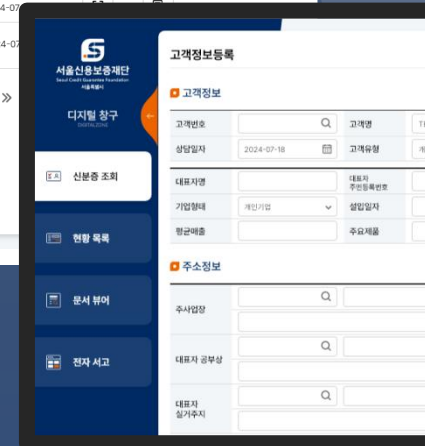 고객정보등록
서울신용보증재단
Seoul Credit Guarantee Foundation
서울특별시
디지털 창구
DIGITAL ZONE
신분증 조회
현황 목록
문서 뷰어
전자 서고
고객정보
고객번호
고객명
상담일자
2024-07-18
고객유형
대표자명
대표자
주민등록번호
기업형태
개인기업
설립일자
평균매출
주요제품
주소정보
주사업장
대표자 공부상
대표자
실거주지